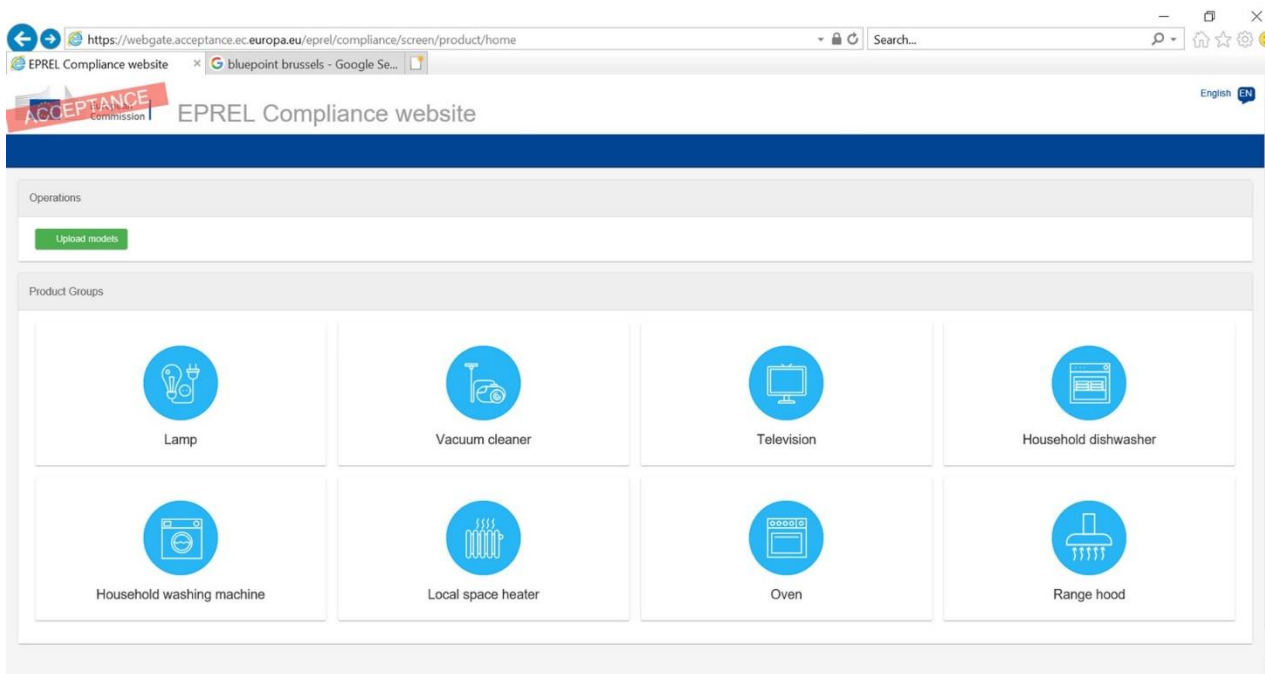 https://webgate.acceptance.ec.europa.eu/eprel/compliance/screen/product/home
Search...
EPREL Compliance website
bluepoint brussels - Google Se...
English EN
ACCEPTANCE
Commission
EPREL Compliance website
Operations
Upload models
Product Groups
Lamp
Vacuum cleaner
Television
Household dishwasher
Household washing machine
Local space heater
Oven
Range hood